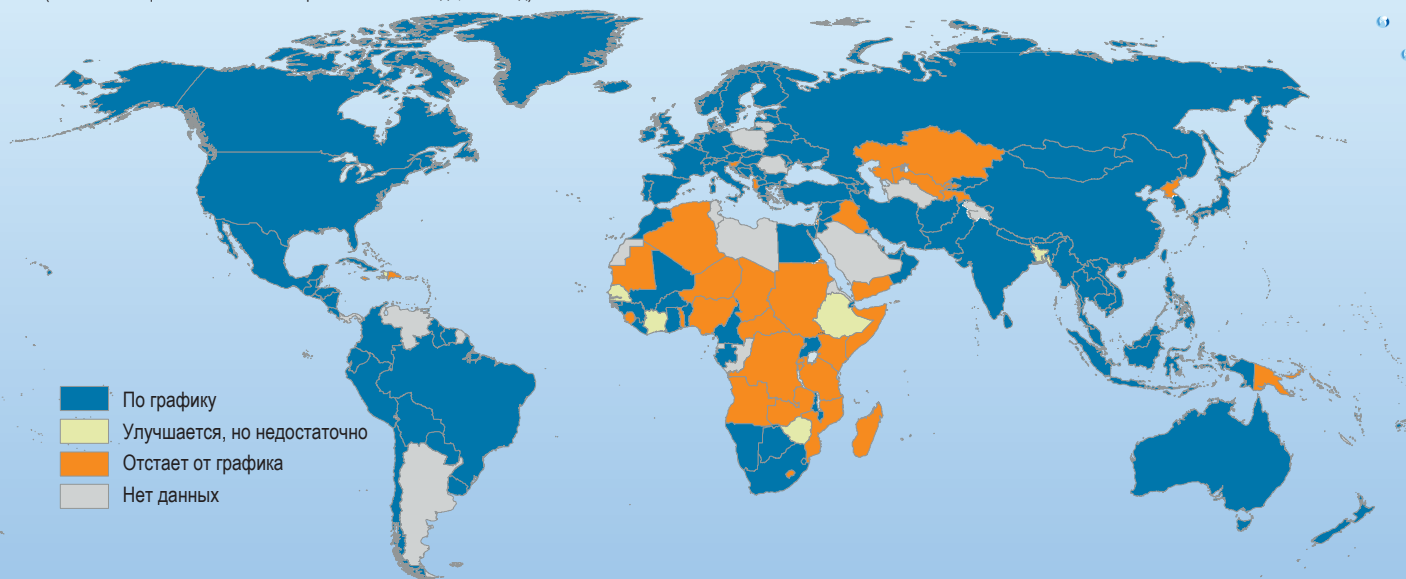 По графику
Улучшается, но недостаточно
Отстает от графика
Нет данных